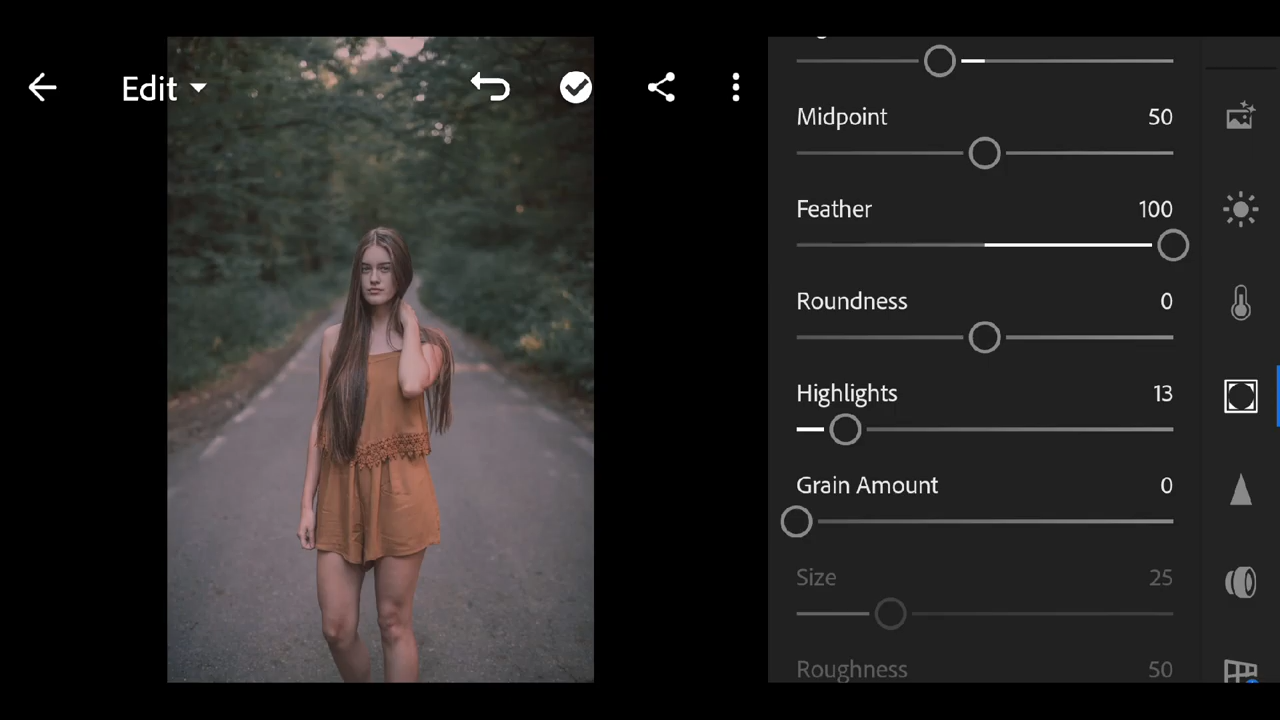 Edit
Midpoint 50
Feather 100
Roundness 0
Highlights 13
Grain Amount 0
Size 25
Roughness 50